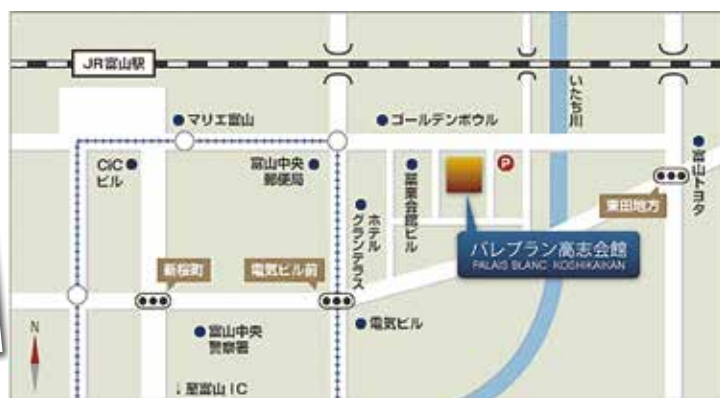 JR富山駅
マリエ富山
ゴールデンボウル
いたち川
富山トヨタ
CiC
ビル
富山中央
郵便局
薬業会館ビル
P
東田地方
ホテル
グランテラス
パレブラン高志会館
PALAIS BLANC KOSHIKAIKAN
新桜町
電気ビル前
電気ビル
富山中央
警察署
N
↓至富山IC